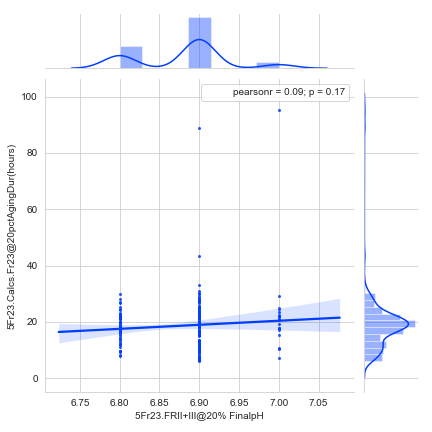 pearsonr = 0.09; p = 0.17
100
80
60
40
20
0
5Fr23.Calcs.Fr23@20pctAgingDur(hours)
6.75 6.80 6.85 6.90 6.95 7.00 7.05
5Fr23.FRII+III@20% FinalpH